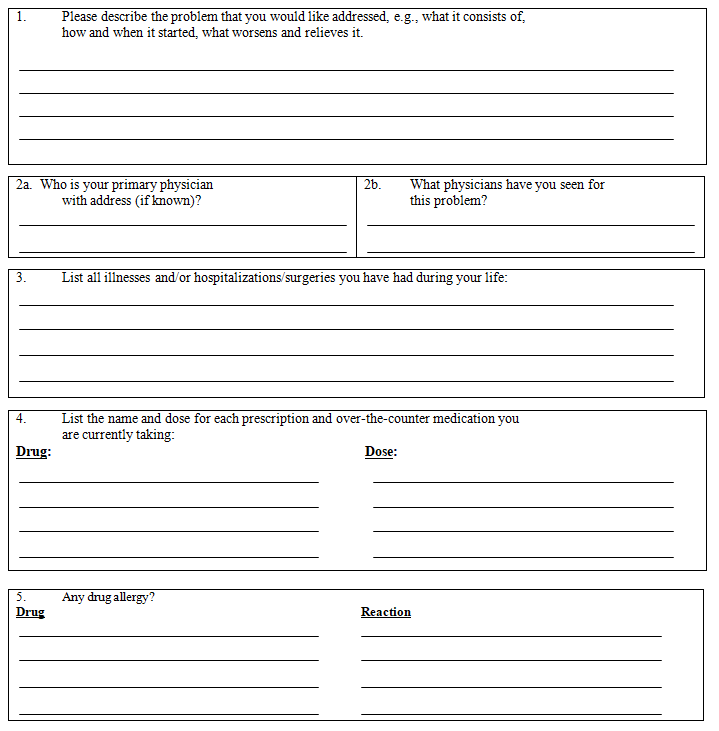 1. Please describe the problem that you would like addressed, e.g., what it consists of,
how and when it started, what worsens and relieves it.
2a. Who is your primary physician
with address (if known)?
2b. What physicians have you seen for
this problem?
3. List all illnesses and/or hospitalizations/surgeries you have had during your life:
4. List the name and dose for each prescription and over-the-counter medication you
are currently taking:
Drug: Dose:
5. Any drug allergy?
Drug Reaction